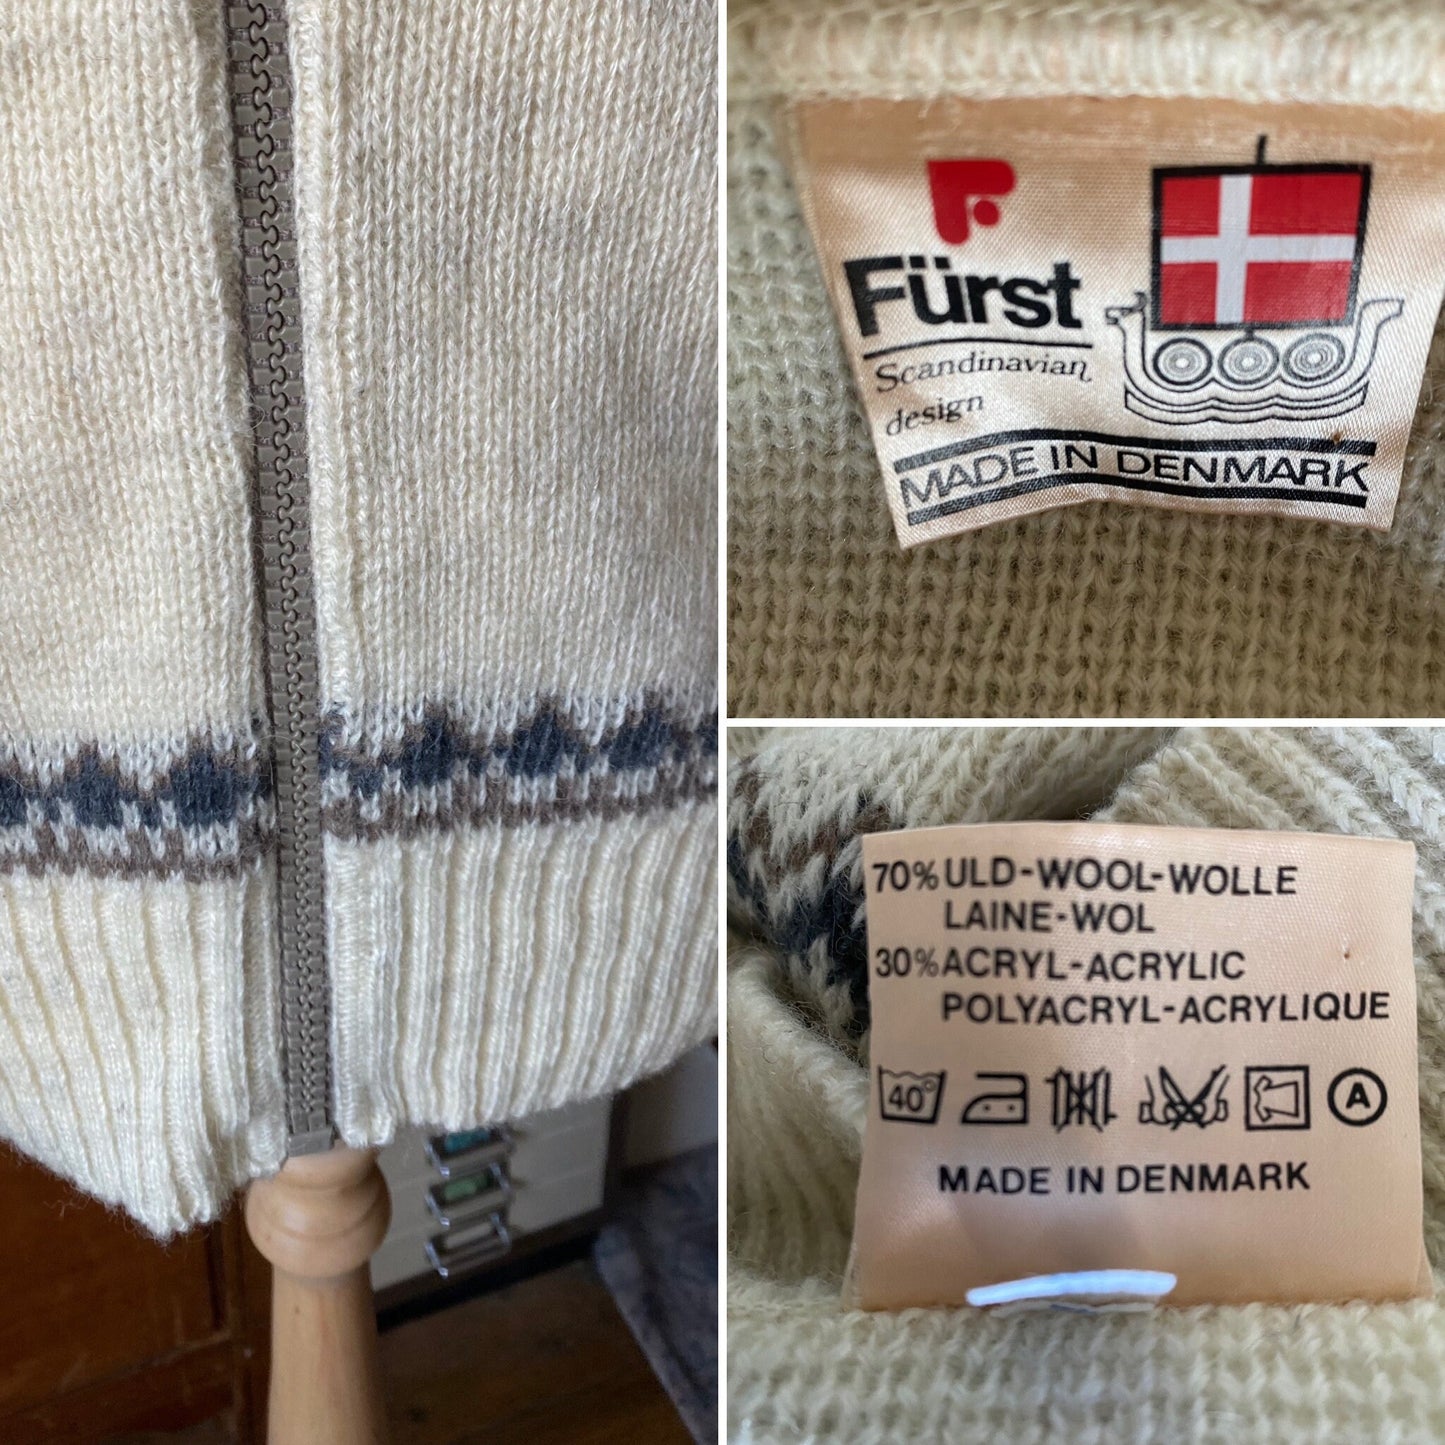 F
Fürst
Scandinavian
design
MADE IN DENMARK
70% ULD-WOOL-WOLLE
LAINE-WOL
30% ACRYL-ACRYLIC
POLYACRYL-ACRYLIQUE
40°
A
MADE IN DENMARK